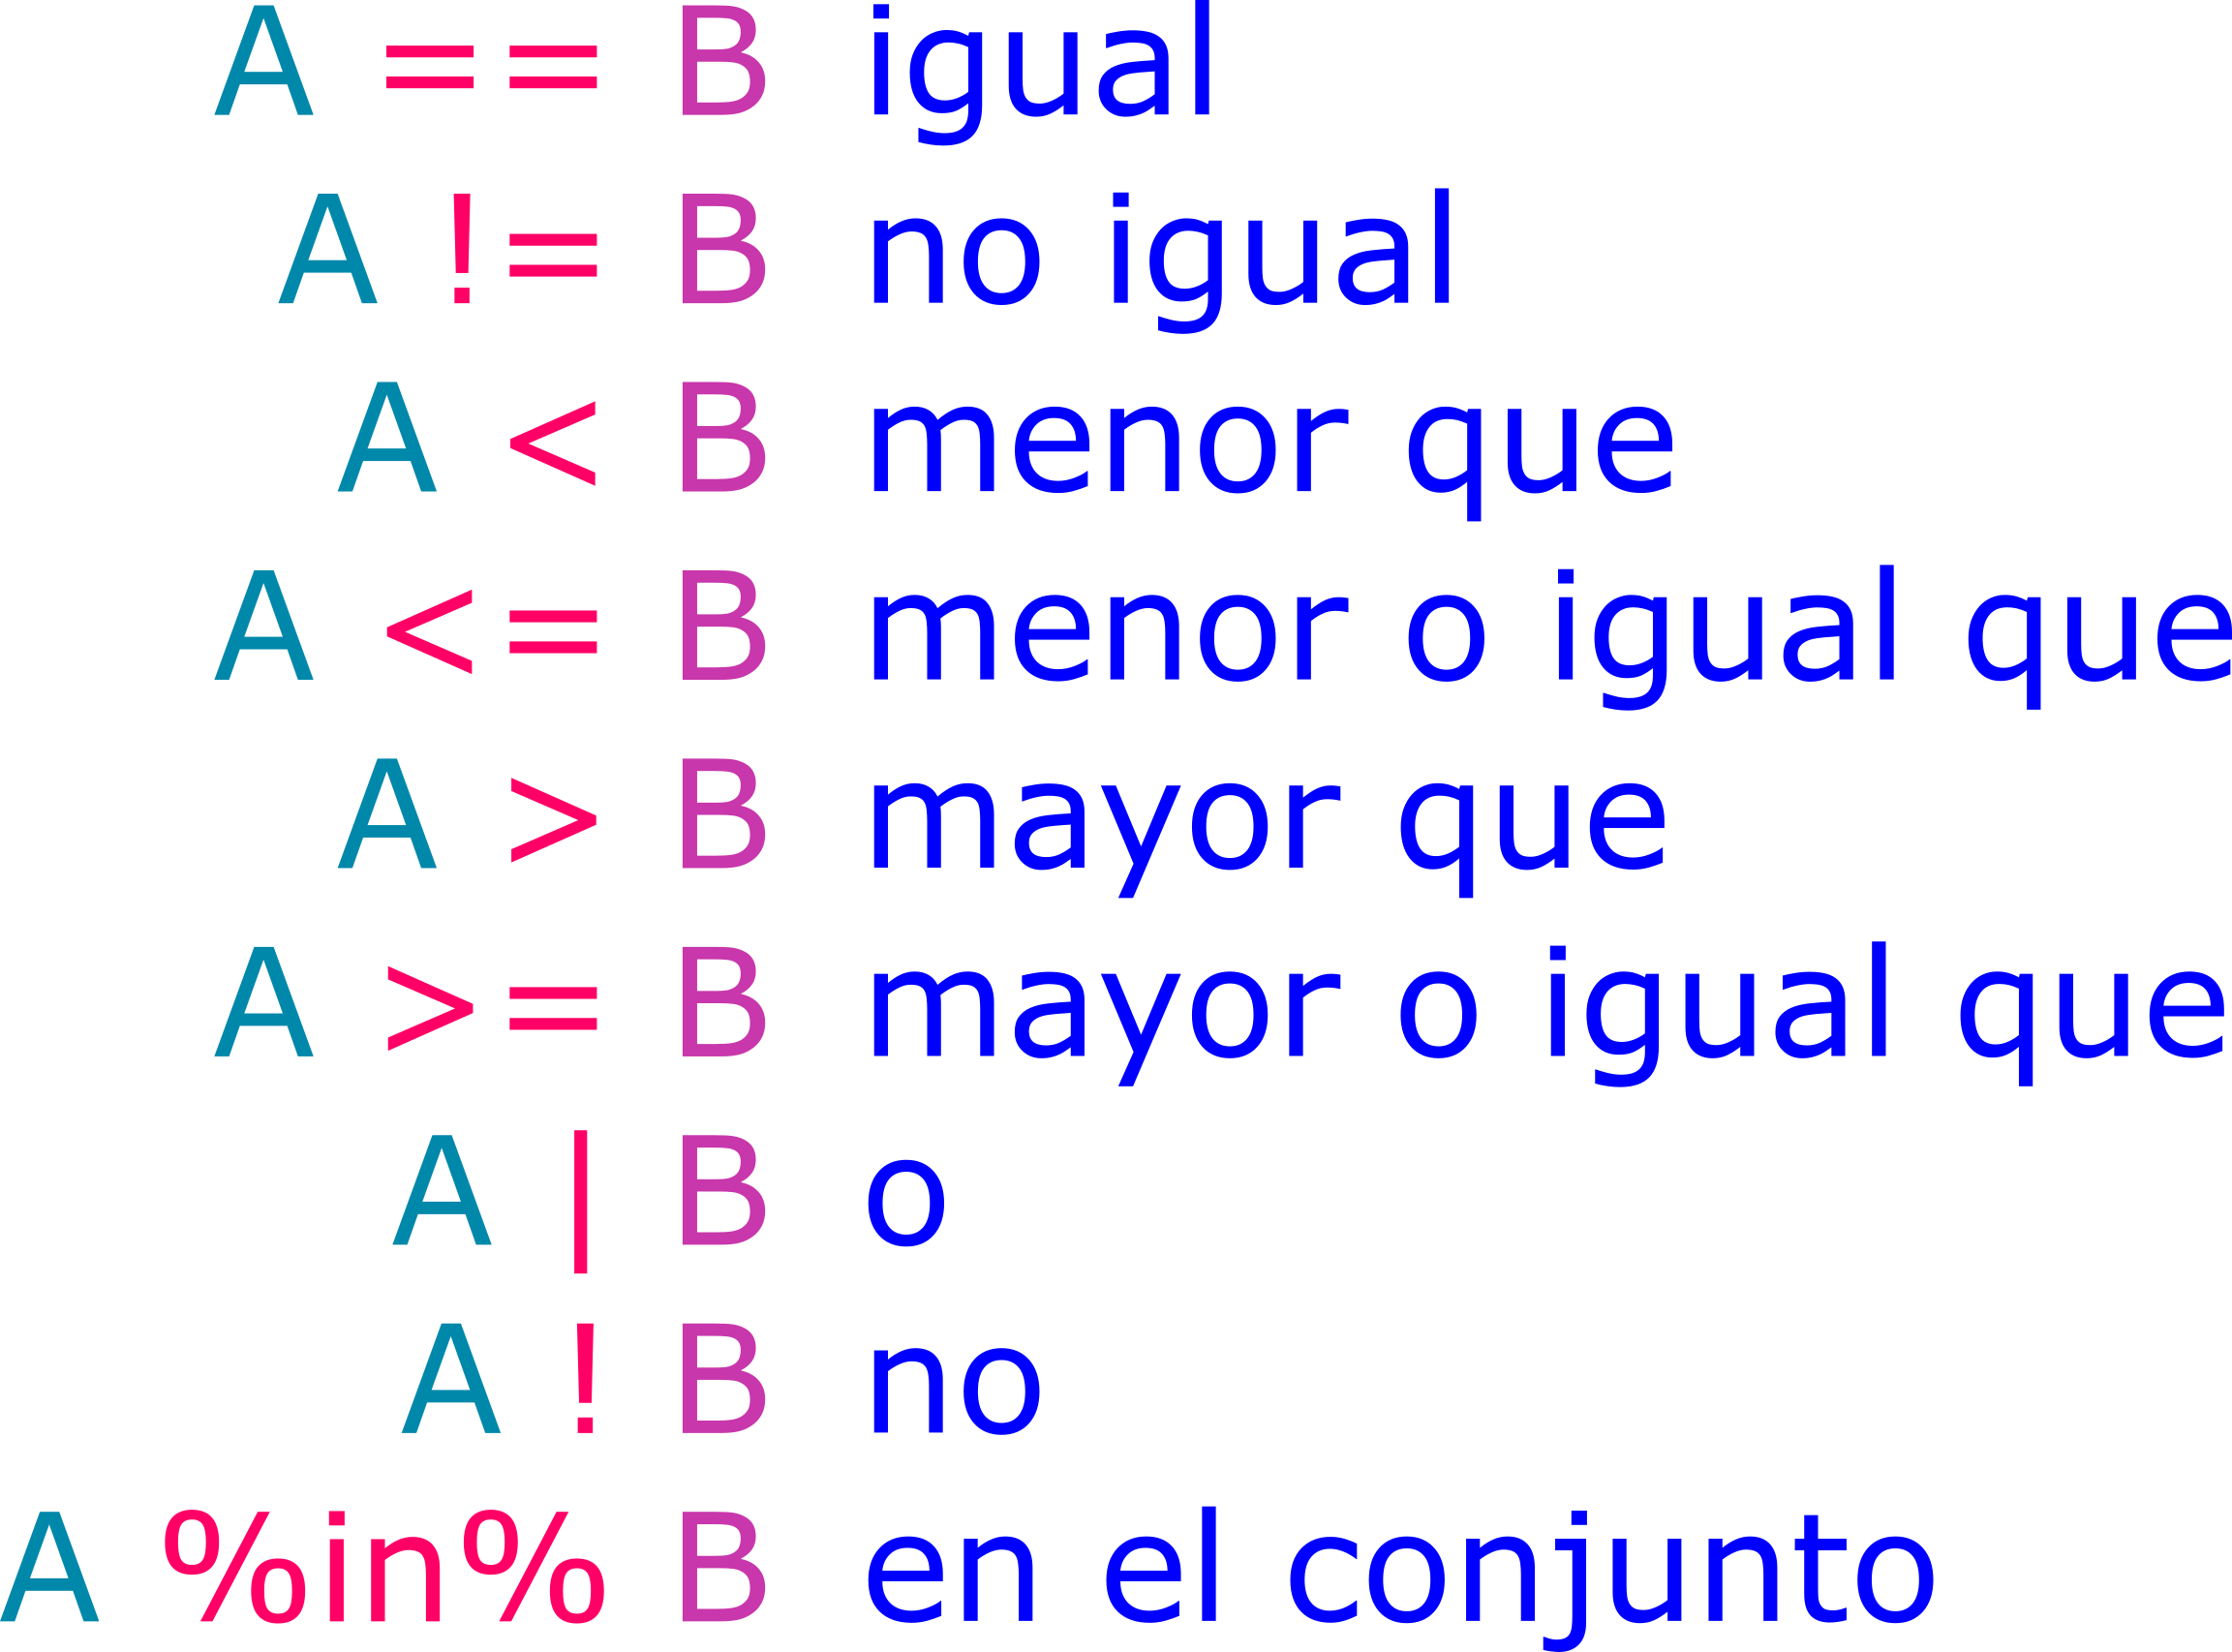 A == B igual
A != B no igual
A < B menor que
A <= B menor o igual que
A > B mayor que
A >= B mayor o igual que
A | B o
A ! B no
A %in% B en el conjunto